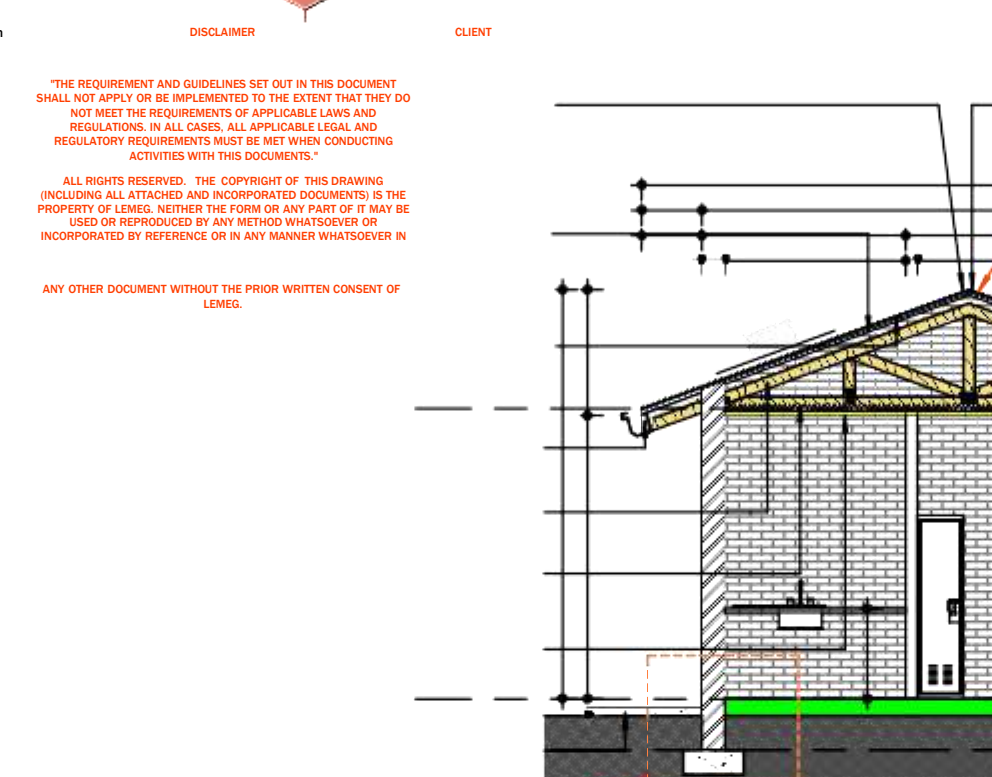 DISCLAIMER
CLIENT
"THE REQUIREMENT AND GUIDELINES SET OUT IN THIS DOCUMENT
SHALL NOT APPLY OR BE IMPLEMENTED TO THE EXTENT THAT THEY DO
NOT MEET THE REQUIREMENTS OF APPLICABLE LAWS AND
REGULATIONS. IN ALL CASES, ALL APPLICABLE LEGAL AND
REGULATORY REQUIREMENTS MUST BE MET WHEN CONDUCTING
ACTIVITIES WITH THIS DOCUMENTS."
ALL RIGHTS RESERVED. THE COPYRIGHT OF THIS DRAWING
(INCLUDING ALL ATTACHED AND INCORPORATED DOCUMENTS) IS THE
PROPERTY OF LEMEG. NEITHER THE FORM OR ANY PART OF IT MAY BE
USED OR REPRODUCED BY ANY METHOD WHATSOEVER OR
INCORPORATED BY REFERENCE OR IN ANY MANNER WHATSOEVER IN
ANY OTHER DOCUMENT WITHOUT THE PRIOR WRITTEN CONSENT OF
LEMEG.